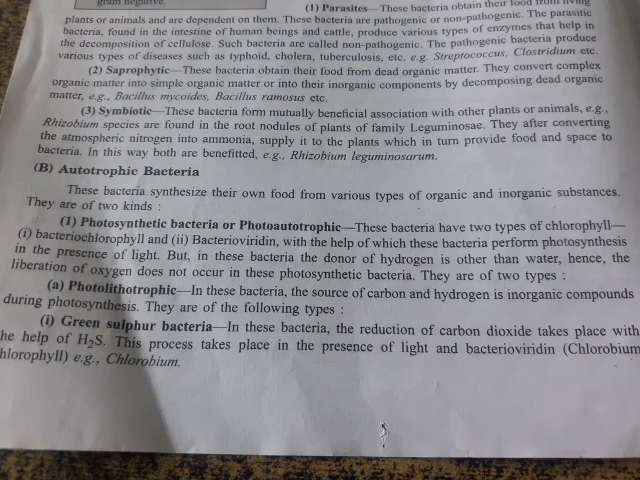 gram negative.
(1) Parasites—These bacteria obtain their food from living
plants or animals and are dependent on them. These bacteria are pathogenic or non-pathogenic. The parasitic
bacteria, found in the intestine of human beings and cattle, produce various types of enzymes that help in
the decomposition of cellulose. Such bacteria are called non-pathogenic. The pathogenic bacteria produce
various types of diseases such as typhoid, cholera, tuberculosis, etc. e.g. Streptococcus, Clostridium etc.
(2) Saprophytic—These bacteria obtain their food from dead organic matter. They convert complex
organic matter into simple organic matter or into their inorganic components by decomposing dead organic
matter, e.g., Bacillus mycoides, Bacillus ramosus etc.
(3) Symbiotic—These bacteria form mutually beneficial association with other plants or animals, e.g.,
Rhizobium species are found in the root nodules of plants of family Leguminosae. They after converting
the atmospheric nitrogen into ammonia, supply it to the plants which in turn provide food and space to
bacteria. In this way both are benefitted, e.g., Rhizobium leguminosarum.
(B) Autotrophic Bacteria
These bacteria synthesize their own food from various types of organic and inorganic substances.
They are of two kinds :
(1) Photosynthetic bacteria or Photoautotrophic—These bacteria have two types of chlorophyll—
(i) bacteriochlorophyll and (ii) Bacterioviridin, with the help of which these bacteria perform photosynthesis
in the presence of light. But, in these bacteria the donor of hydrogen is other than water, hence, the
liberation of oxygen does not occur in these photosynthetic bacteria. They are of two types :
(a) Photolithotrophic—In these bacteria, the source of carbon and hydrogen is inorganic compounds
during photosynthesis. They are of the following types :
(i) Green sulphur bacteria—In these bacteria, the reduction of carbon dioxide takes place with
he help of H₂S. This process takes place in the presence of light and bacterioviridin (Chlorobium
hlorophyll) e.g., Chlorobium.